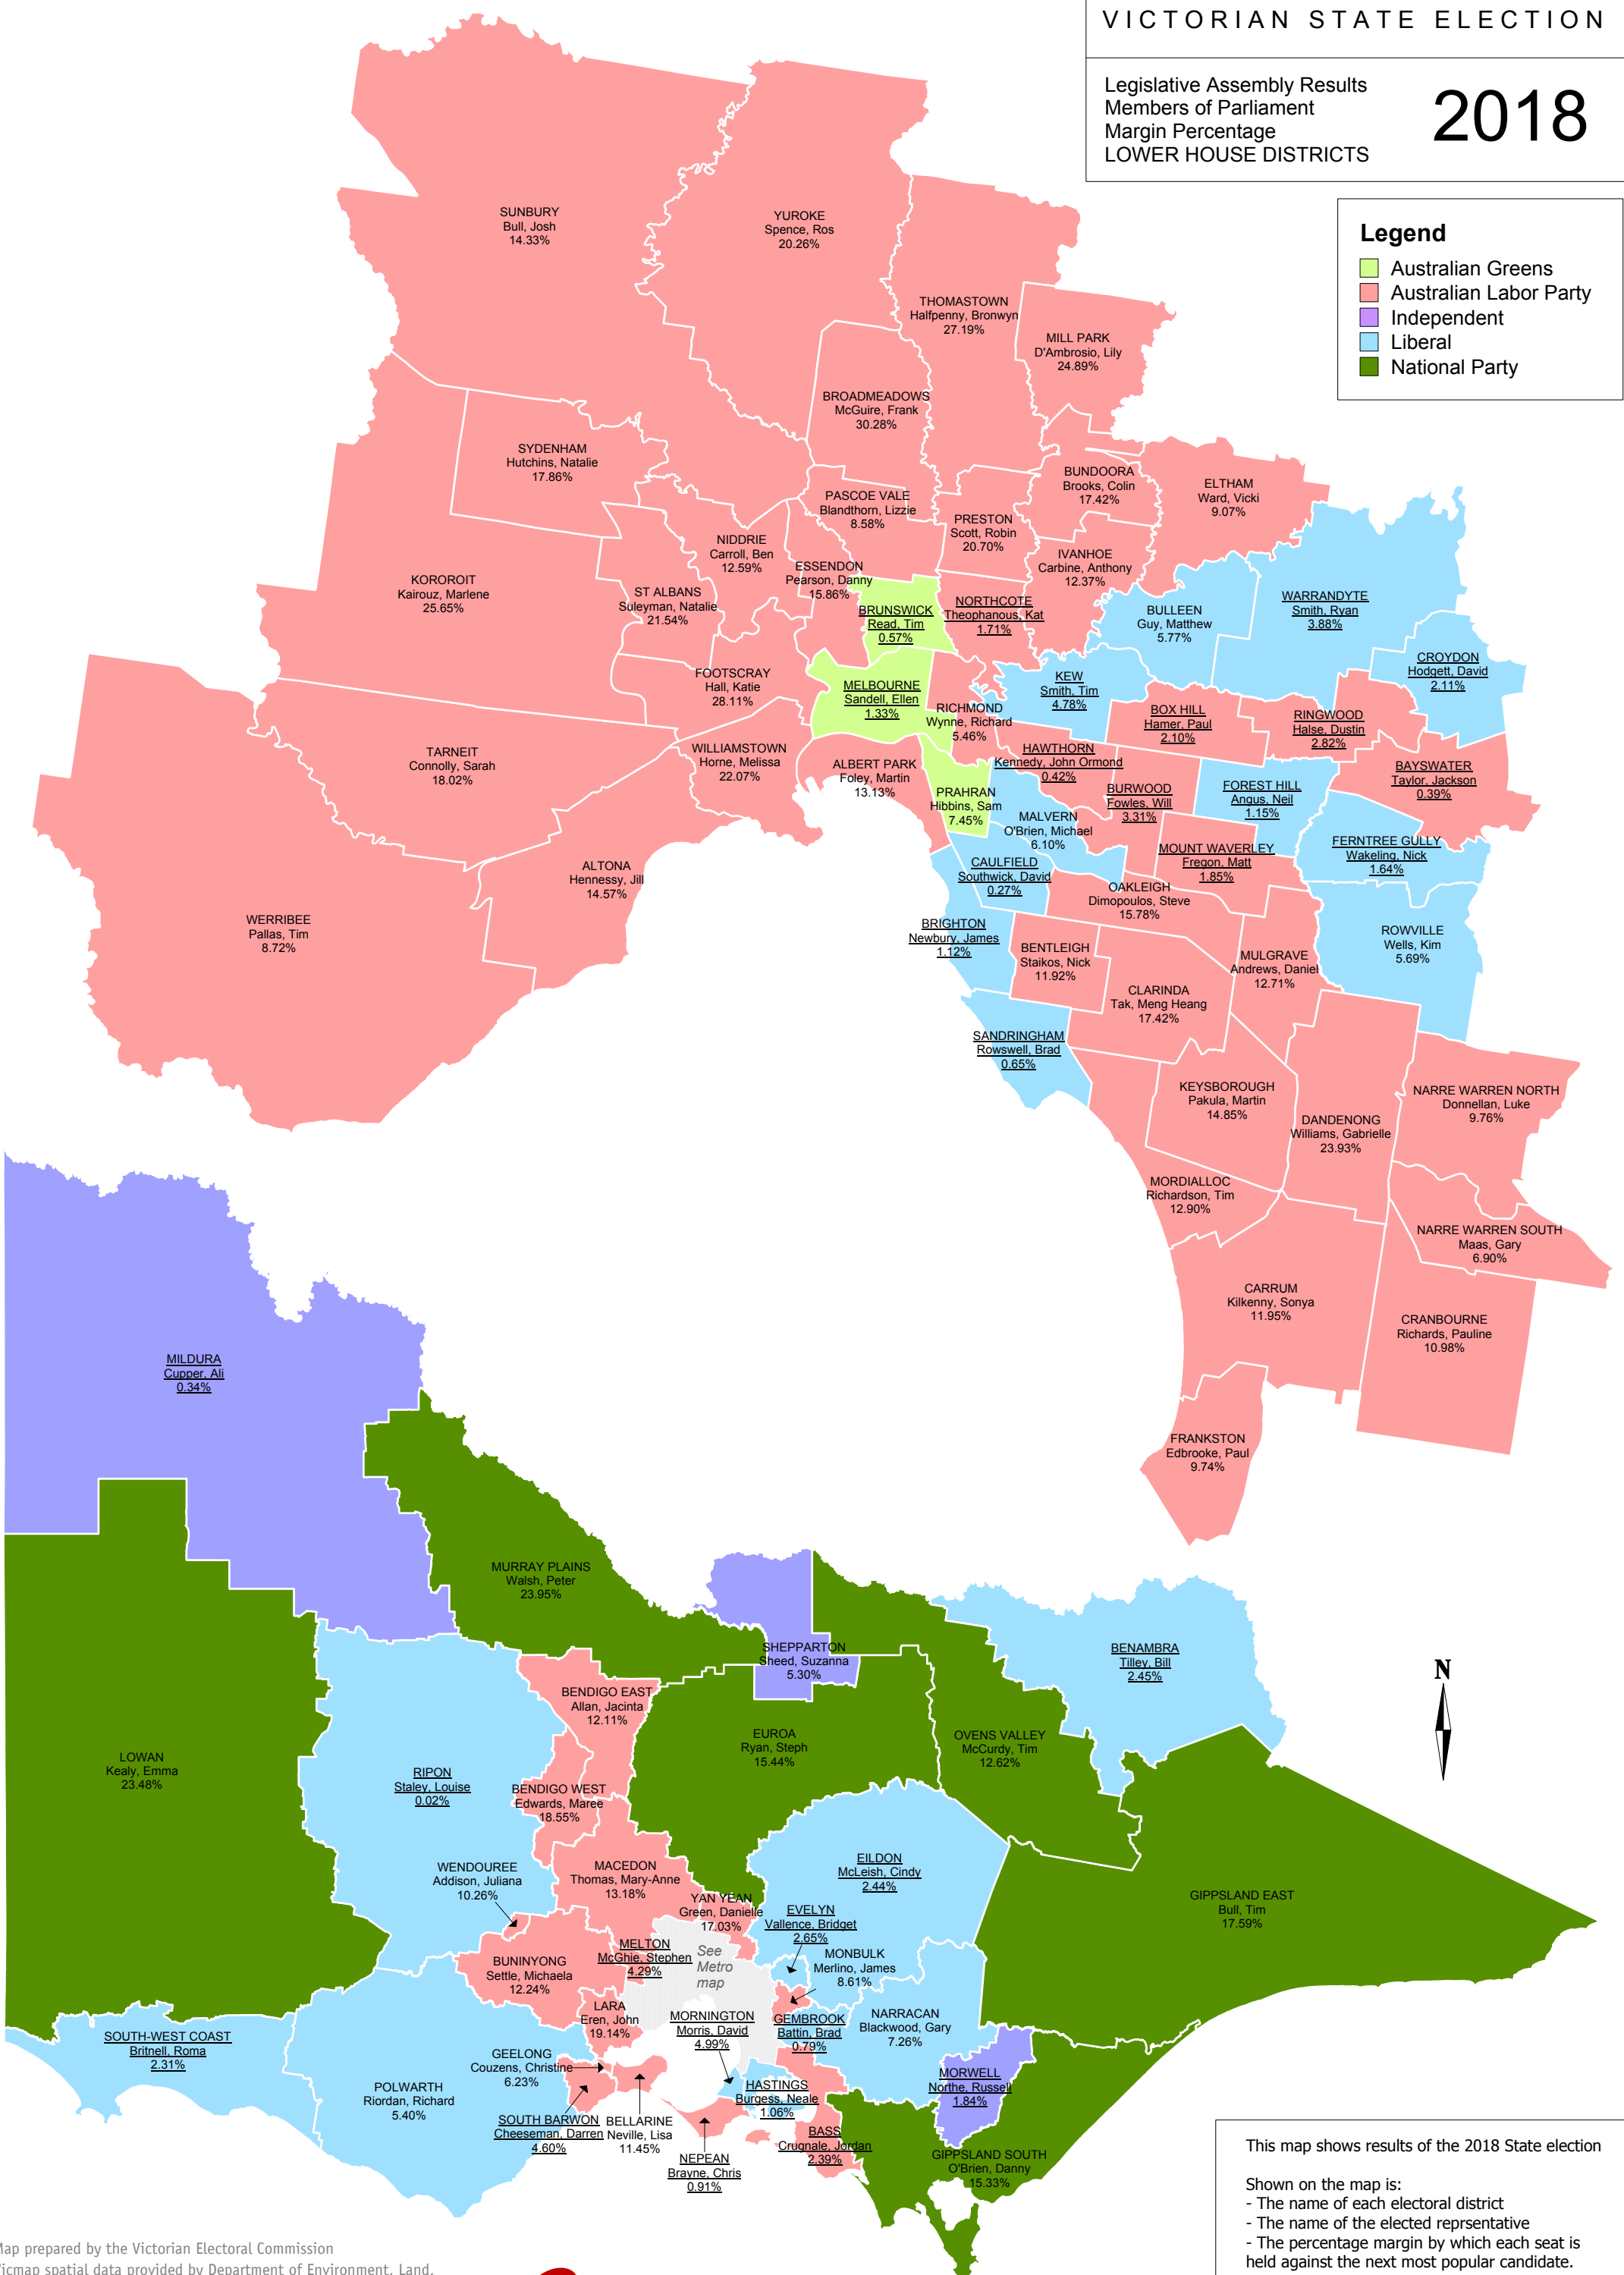 VICTORIAN STATE ELECTION
Legislative Assembly Results
Members of Parliament
Margin Percentage
LOWER HOUSE DISTRICTS
2018
Legend
Australian Greens
Australian Labor Party
Independent
Liberal
National Party
SUNBURY
Bull, Josh
14.33%
YUROKE
Spence, Ros
20.26%
THOMASTOWN
Halfpenny, Bronwyn
27.19%
MILL PARK
D'Ambrosio, Lily
24.89%
BROADMEADOWS
McGuire, Frank
30.28%
SYDENHAM
Hutchins, Natalie
17.86%
PASCOE VALE
Blandthorn, Lizzie
8.58%
BUNDOORA
Brooks, Colin
17.42%
ELTHAM
Ward, Vicki
9.07%
PRESTON
Scott, Robin
20.70%
NIDDRIE
Carroll, Ben
12.59%
IVANHOE
Carbine, Anthony
12.37%
ESSENDON
Pearson, Danny
15.86%
KOROROIT
Kairouz, Marlene
25.65%
ST ALBANS
Suleyman, Natalie
21.54%
BRUNSWICK
Read, Tim
0.57%
NORTHCOTE
Theophanous, Kat
1.71%
BULLEEN
Guy, Matthew
5.77%
WARRANDYTE
Smith, Ryan
3.88%
CROYDON
Hodgett, David
2.11%
FOOTSCRAY
Hall, Katie
28.11%
MELBOURNE
Sandell, Ellen
1.33%
KEW
Smith, Tim
4.78%
RICHMOND
Wynne, Richard
5.46%
BOX HILL
Hamer, Paul
2.10%
RINGWOOD
Halse, Dustin
2.82%
TARNEIT
Connolly, Sarah
18.02%
WILLIAMSTOWN
Horne, Melissa
22.07%
ALBERT PARK
Foley, Martin
13.13%
HAWTHORN
Kennedy, John Ormond
0.42%
BAYSWATER
Taylor, Jackson
0.39%
PRAHRAN
Hibbins, Sam
7.45%
BURWOOD
Fowles, Will
3.31%
FOREST HILL
Angus, Neil
1.15%
MALVERN
O'Brien, Michael
6.10%
FERNTREE GULLY
Wakeling, Nick
1.64%
MOUNT WAVERLEY
Fregon, Matt
1.85%
CAULFIELD
Southwick, David
0.27%
ALTONA
Hennessy, Jill
14.57%
OAKLEIGH
Dimopoulos, Steve
15.78%
WERRIBEE
Pallas, Tim
8.72%
BRIGHTON
Newbury, James
1.12%
ROWVILLE
Wells, Kim
5.69%
BENTLEIGH
Staikos, Nick
11.92%
MULGRAVE
Andrews, Daniel
12.71%
CLARINDA
Tak, Meng Heang
17.42%
SANDRINGHAM
Rowswell, Brad
0.65%
KEYSBOROUGH
Pakula, Martin
14.85%
NARRE WARREN NORTH
Donnellan, Luke
9.76%
DANDENONG
Williams, Gabrielle
23.93%
MORDIALLOC
Richardson, Tim
12.90%
NARRE WARREN SOUTH
Maas, Gary
6.90%
CARRUM
Kilkenny, Sonya
11.95%
CRANBOURNE
Richards, Pauline
10.98%
FRANKSTON
Edbrooke, Paul
9.74%
MILDURA
Cupper, Ali
0.34%
MURRAY PLAINS
Walsh, Peter
23.95%
SHEPPARTON
Sheed, Suzanna
5.30%
BENAMBRA
Tilley, Bill
2.45%
N
BENDIGO EAST
Allan, Jacinta
12.11%
EUROA
Ryan, Steph
15.44%
OVENS VALLEY
McCurdy, Tim
12.62%
LOWAN
Kealy, Emma
23.48%
RIPON
Staley, Louise
0.02%
BENDIGO WEST
Edwards, Maree
18.55%
WENDOUREE
Addison, Juliana
10.26%
MACEDON
Thomas, Mary-Anne
13.18%
EILDON
McLeish, Cindy
2.44%
YAN YEAN
Green, Danielle
17.03%
GIPPSLAND EAST
Bull, Tim
17.59%
EVELYN
Vallence, Bridget
2.65%
MELTON
McGhie, Stephen
4.29%
See
Metro
map
MONBULK
Merlino, James
8.61%
BUNINYONG
Settle, Michaela
12.24%
LARA
Eren, John
19.14%
MORNINGTON
Morris, David
4.99%
GEMBROOK
Battin, Brad
0.79%
NARRACAN
Blackwood, Gary
7.26%
SOUTH-WEST COAST
Britnell, Roma
2.31%
GEELONG
Couzens, Christine
6.23%
POLWARTH
Riordan, Richard
5.40%
HASTINGS
Burgess, Neale
1.06%
MORWELL
Northe, Russell
1.84%
SOUTH BARWON
Cheeseman, Darren
4.60%
BELLARINE
Neville, Lisa
11.45%
BASS
Crugnale, Jordan
2.39%
NEPEAN
Brayne, Chris
0.91%
GIPPSLAND SOUTH
O'Brien, Danny
15.33%
This map shows results of the 2018 State election
Shown on the map is:
- The name of each electoral district
- The name of the elected reprsentative
- The percentage margin by which each seat is
held against the next most popular candidate.
Map prepared by the Victorian Electoral Commission
Vicmap spatial data provided by Department of Environment, Land,